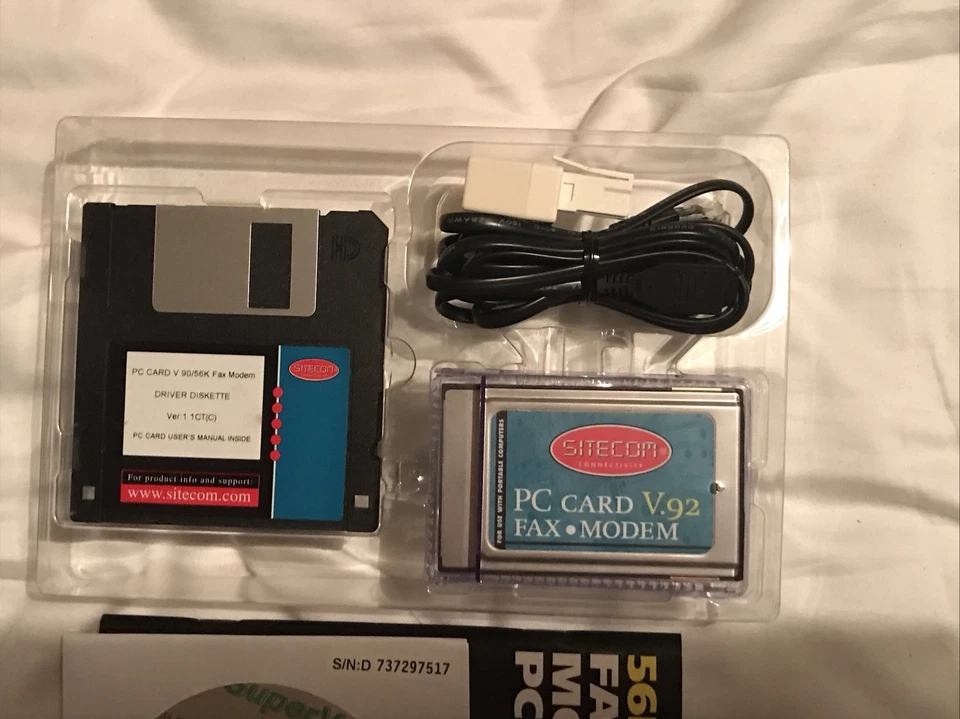 HD
PC CARD V 90/56K Fax Modem
DRIVER DISKETTE
Ver 1.1CT(C)
PC CARD USER'S MANUAL INSIDE
SITECOM
For product info and support:
www.sitecom.com
FOR USE WITH PORTABLE COMPUTERS
SITECOM
CONNECTIVITY
PC CARD V.92
FAX • MODEM
S/N:D 737297517
Super
56
FA
MO
PC